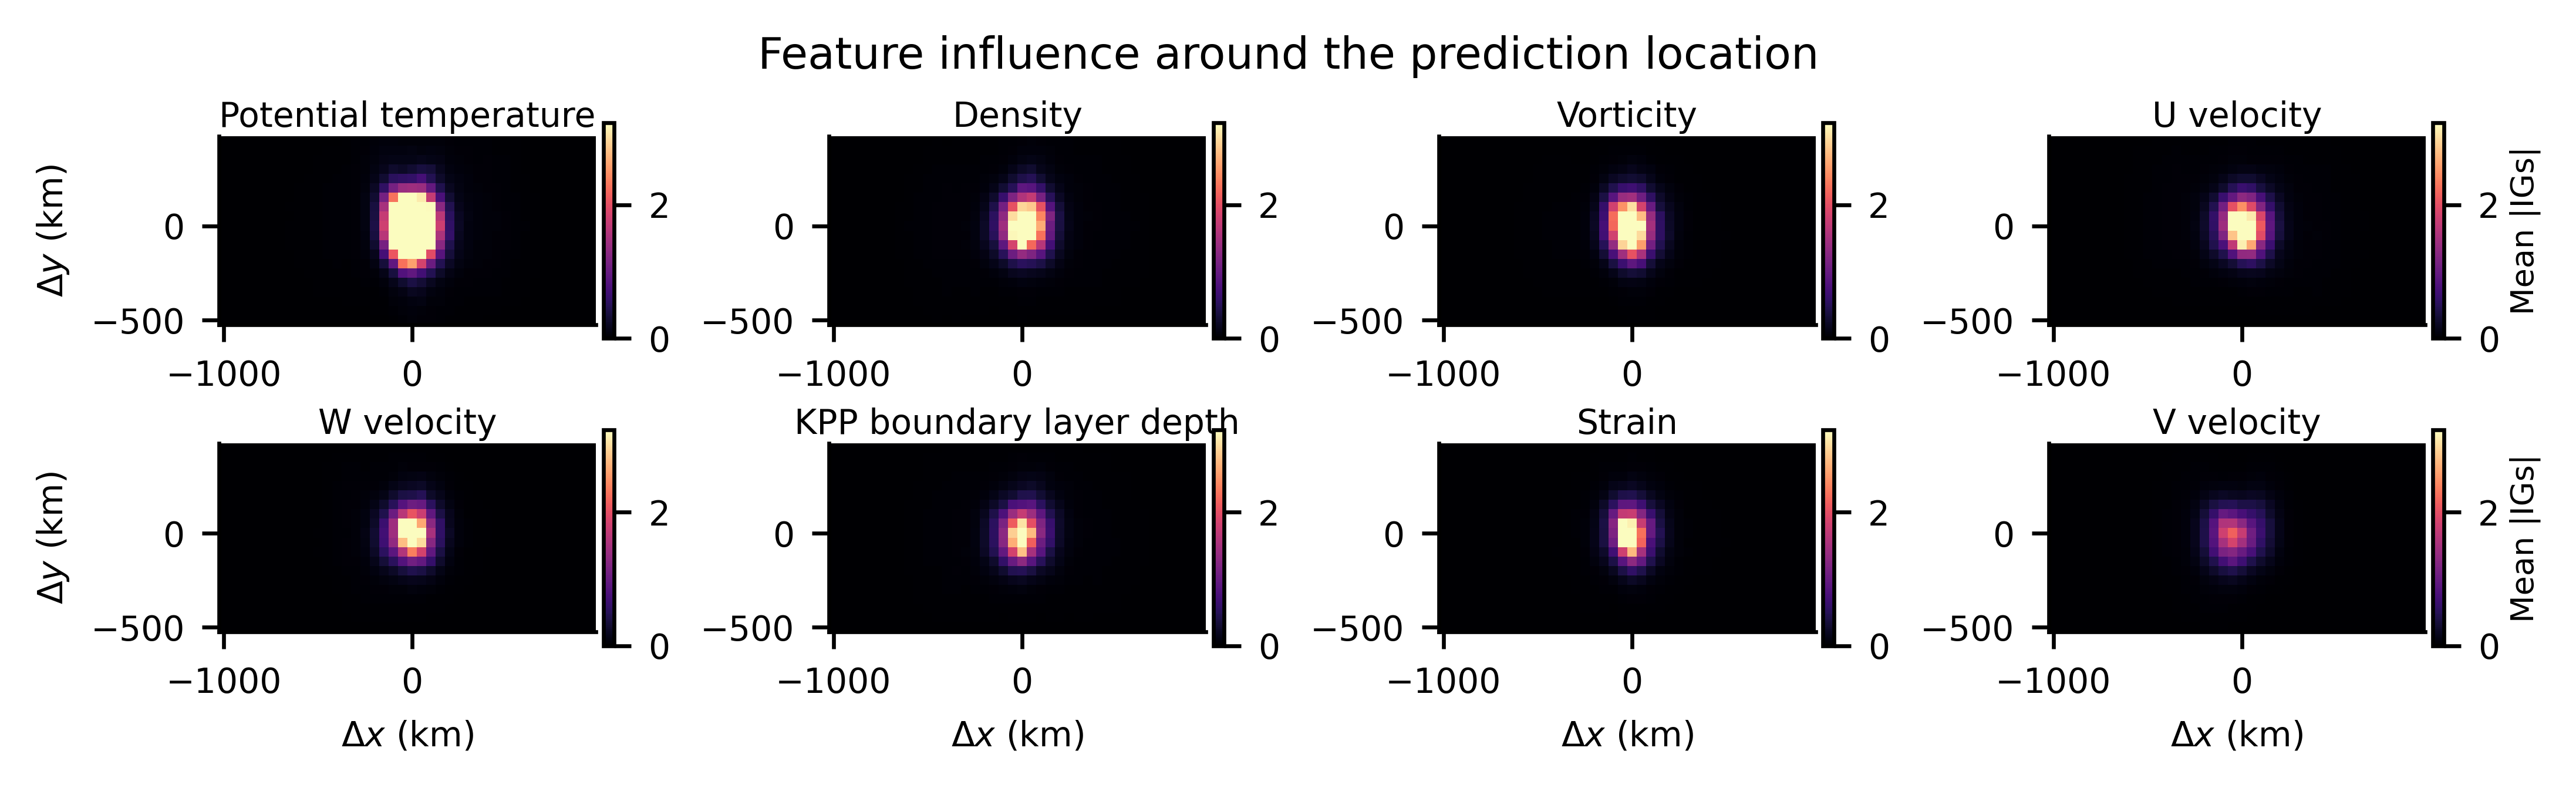 Feature influence around the prediction location
Potential temperature
Density
Vorticity
U velocity
Δy (km)
0
−500
−1000
0
2
0
0
−500
−1000
0
2
0
0
−500
−1000
0
2
0
0
−500
−1000
0
2
0
Mean |IGs|
W velocity
KPP boundary layer depth
Strain
V velocity
Δy (km)
0
−500
−1000
0
Δx (km)
2
0
0
−500
−1000
0
Δx (km)
2
0
0
−500
−1000
0
Δx (km)
2
0
0
−500
−1000
0
Δx (km)
2
0
Mean |IGs|